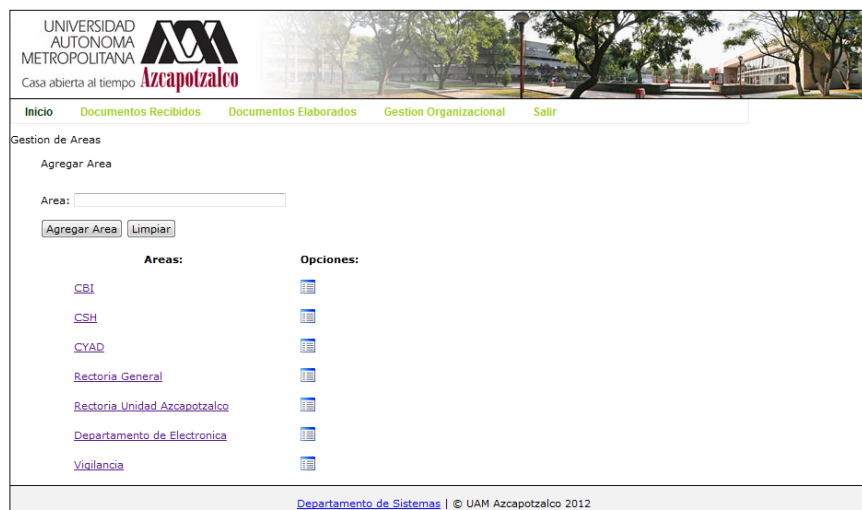 UNIVERSIDAD
AUTONOMA
METROPOLITANA
Casa abierta al tiempo Azcapotzalco
Inicio Documentos Recibidos Documentos Elaborados Gestion Organizacional Salir
Gestion de Areas
Agregar Area
Area:
Agregar Area Limpiar
Areas: Opciones:
CBI
CSH
CYAD
Rectoria General
Rectoria Unidad Azcapotzalco
Departamento de Electronica
Vigilancia
Departamento de Sistemas | © UAM Azcapotzalco 2012